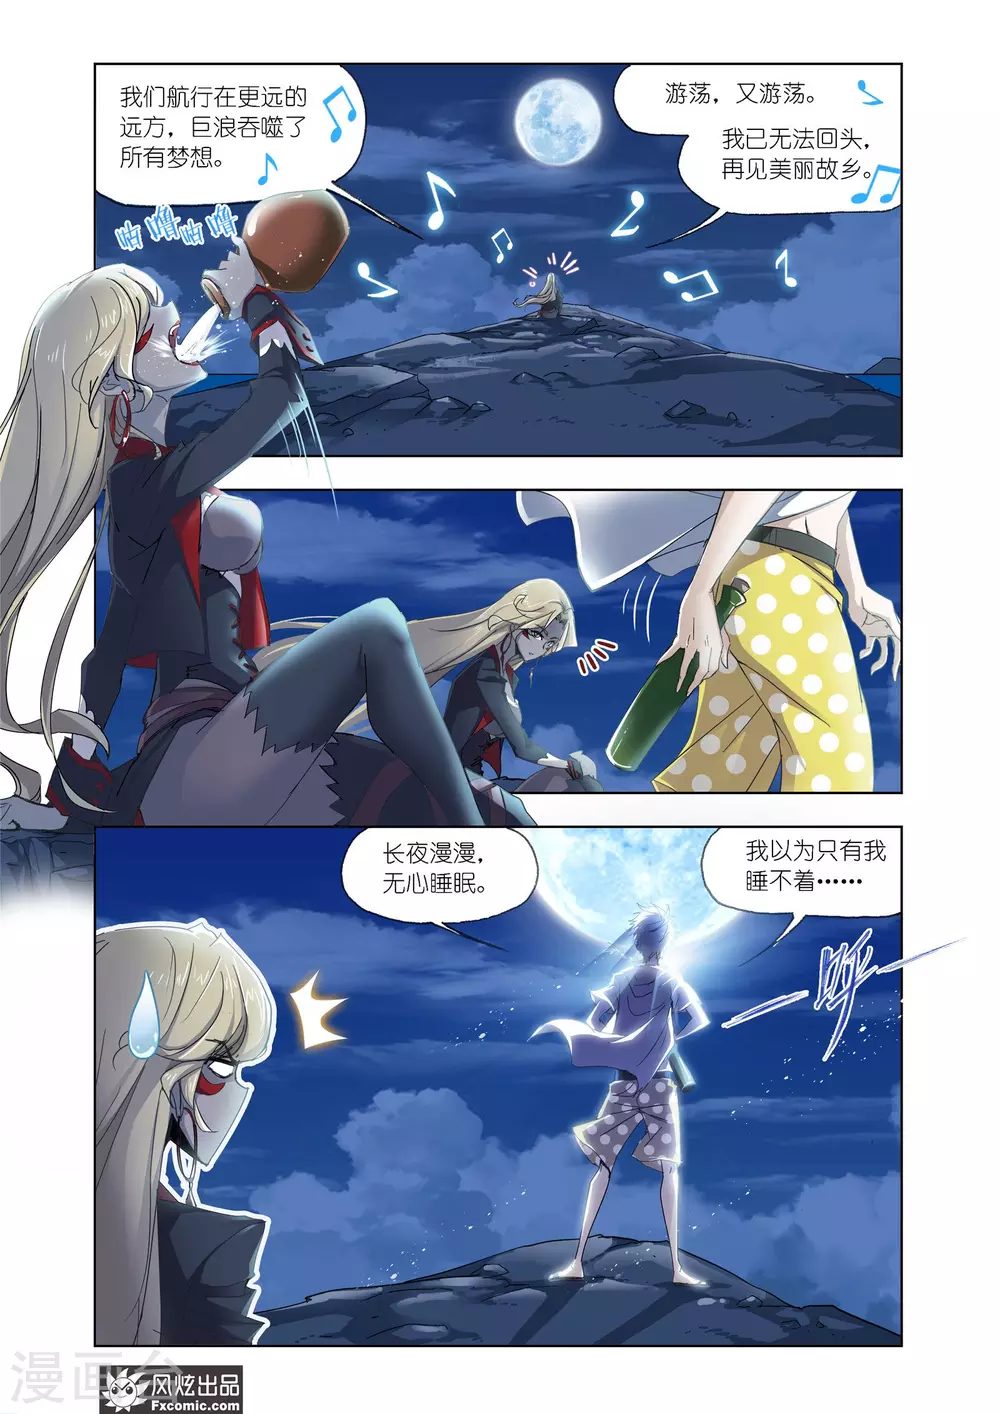 我们航行在更远的
远方，巨浪吞噬了
所有梦想。
游荡，又游荡。
我已无法回头，
再见美丽故乡。
咕噜咕噜
长夜漫漫，
无心睡眠。
我以为只有我
睡不着……
呼
漫画台
风炫出品
Fxcomic.com